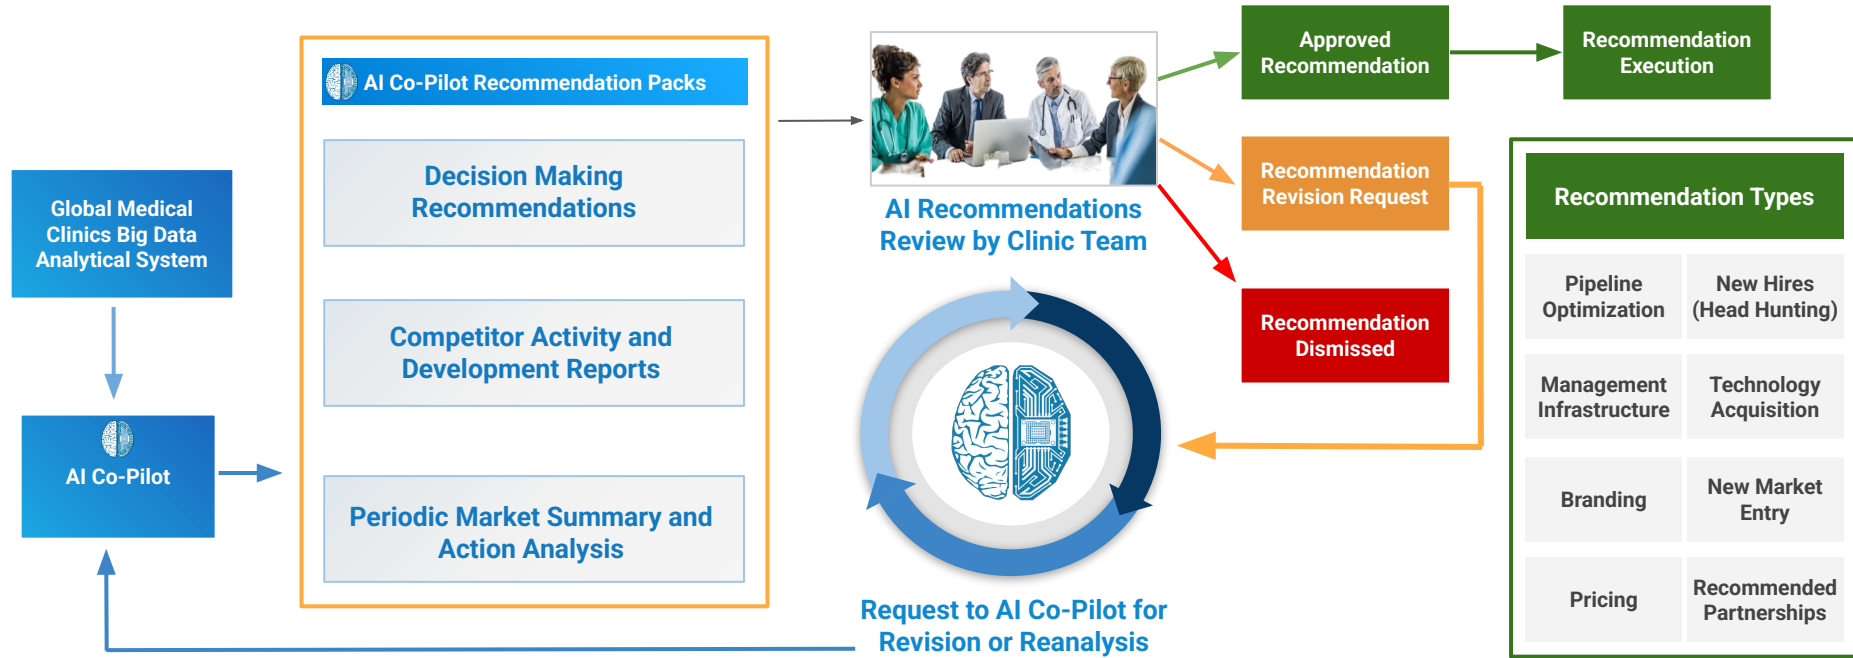 Global Medical
Clinics Big Data
Analytical System
AI Co-Pilot
AI Co-Pilot Recommendation Packs
Decision Making
Recommendations
Competitor Activity and
Development Reports
Periodic Market Summary and
Action Analysis
AI Recommendations
Review by Clinic Team
Request to AI Co-Pilot for
Revision or Reanalysis
Approved
Recommendation
Recommendation
Execution
Recommendation
Revision Request
Recommendation
Dismissed
Recommendation Types
Pipeline
Optimization
New Hires
(Head Hunting)
Management
Infrastructure
Technology
Acquisition
Branding
New Market
Entry
Pricing
Recommended
Partnerships